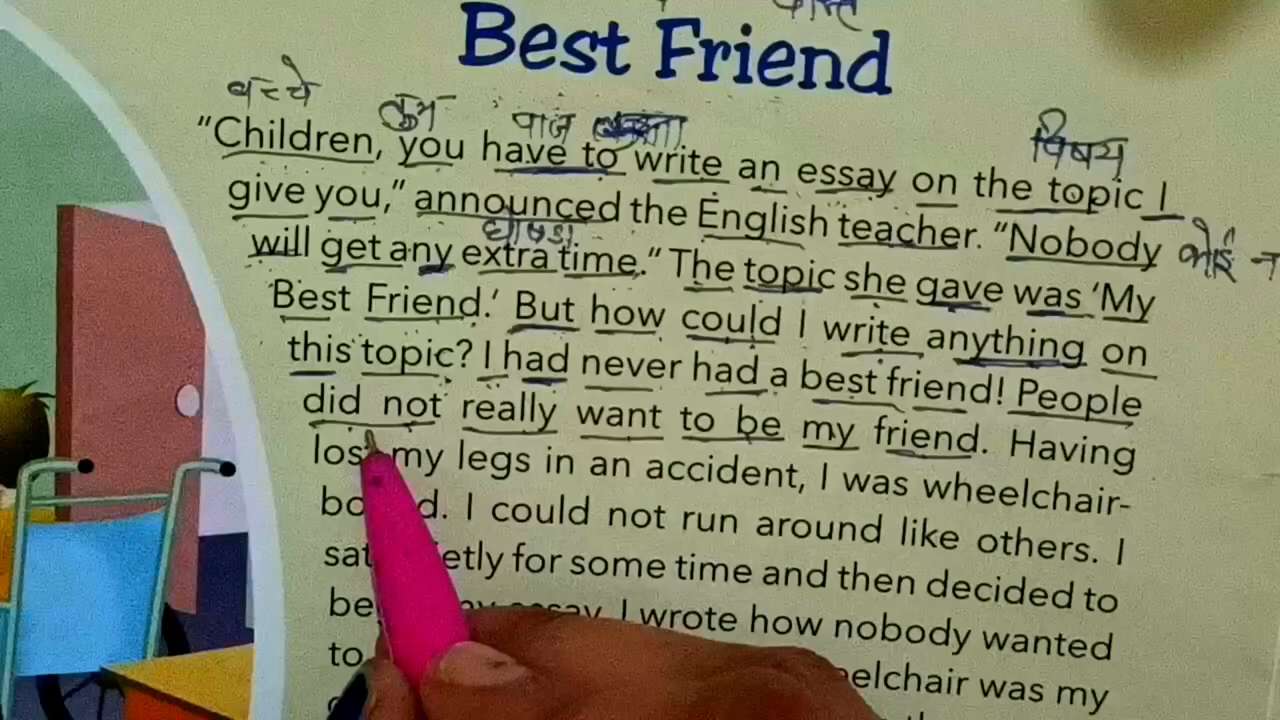 Best Friend
बच्चे तुम विषय
"Children, you have to write an essay on the topic I
give you," announced the English teacher. "Nobody कोई न
घोषणा
will get any extra time." The topic she gave was 'My
Best Friend.' But how could I write anything on
this topic? I had never had a best friend! People
did not really want to be my friend. Having
lost my legs in an accident, I was wheelchair-
I could not run around like others. I
for some time and then decided to
I wrote how nobody wanted
to was my